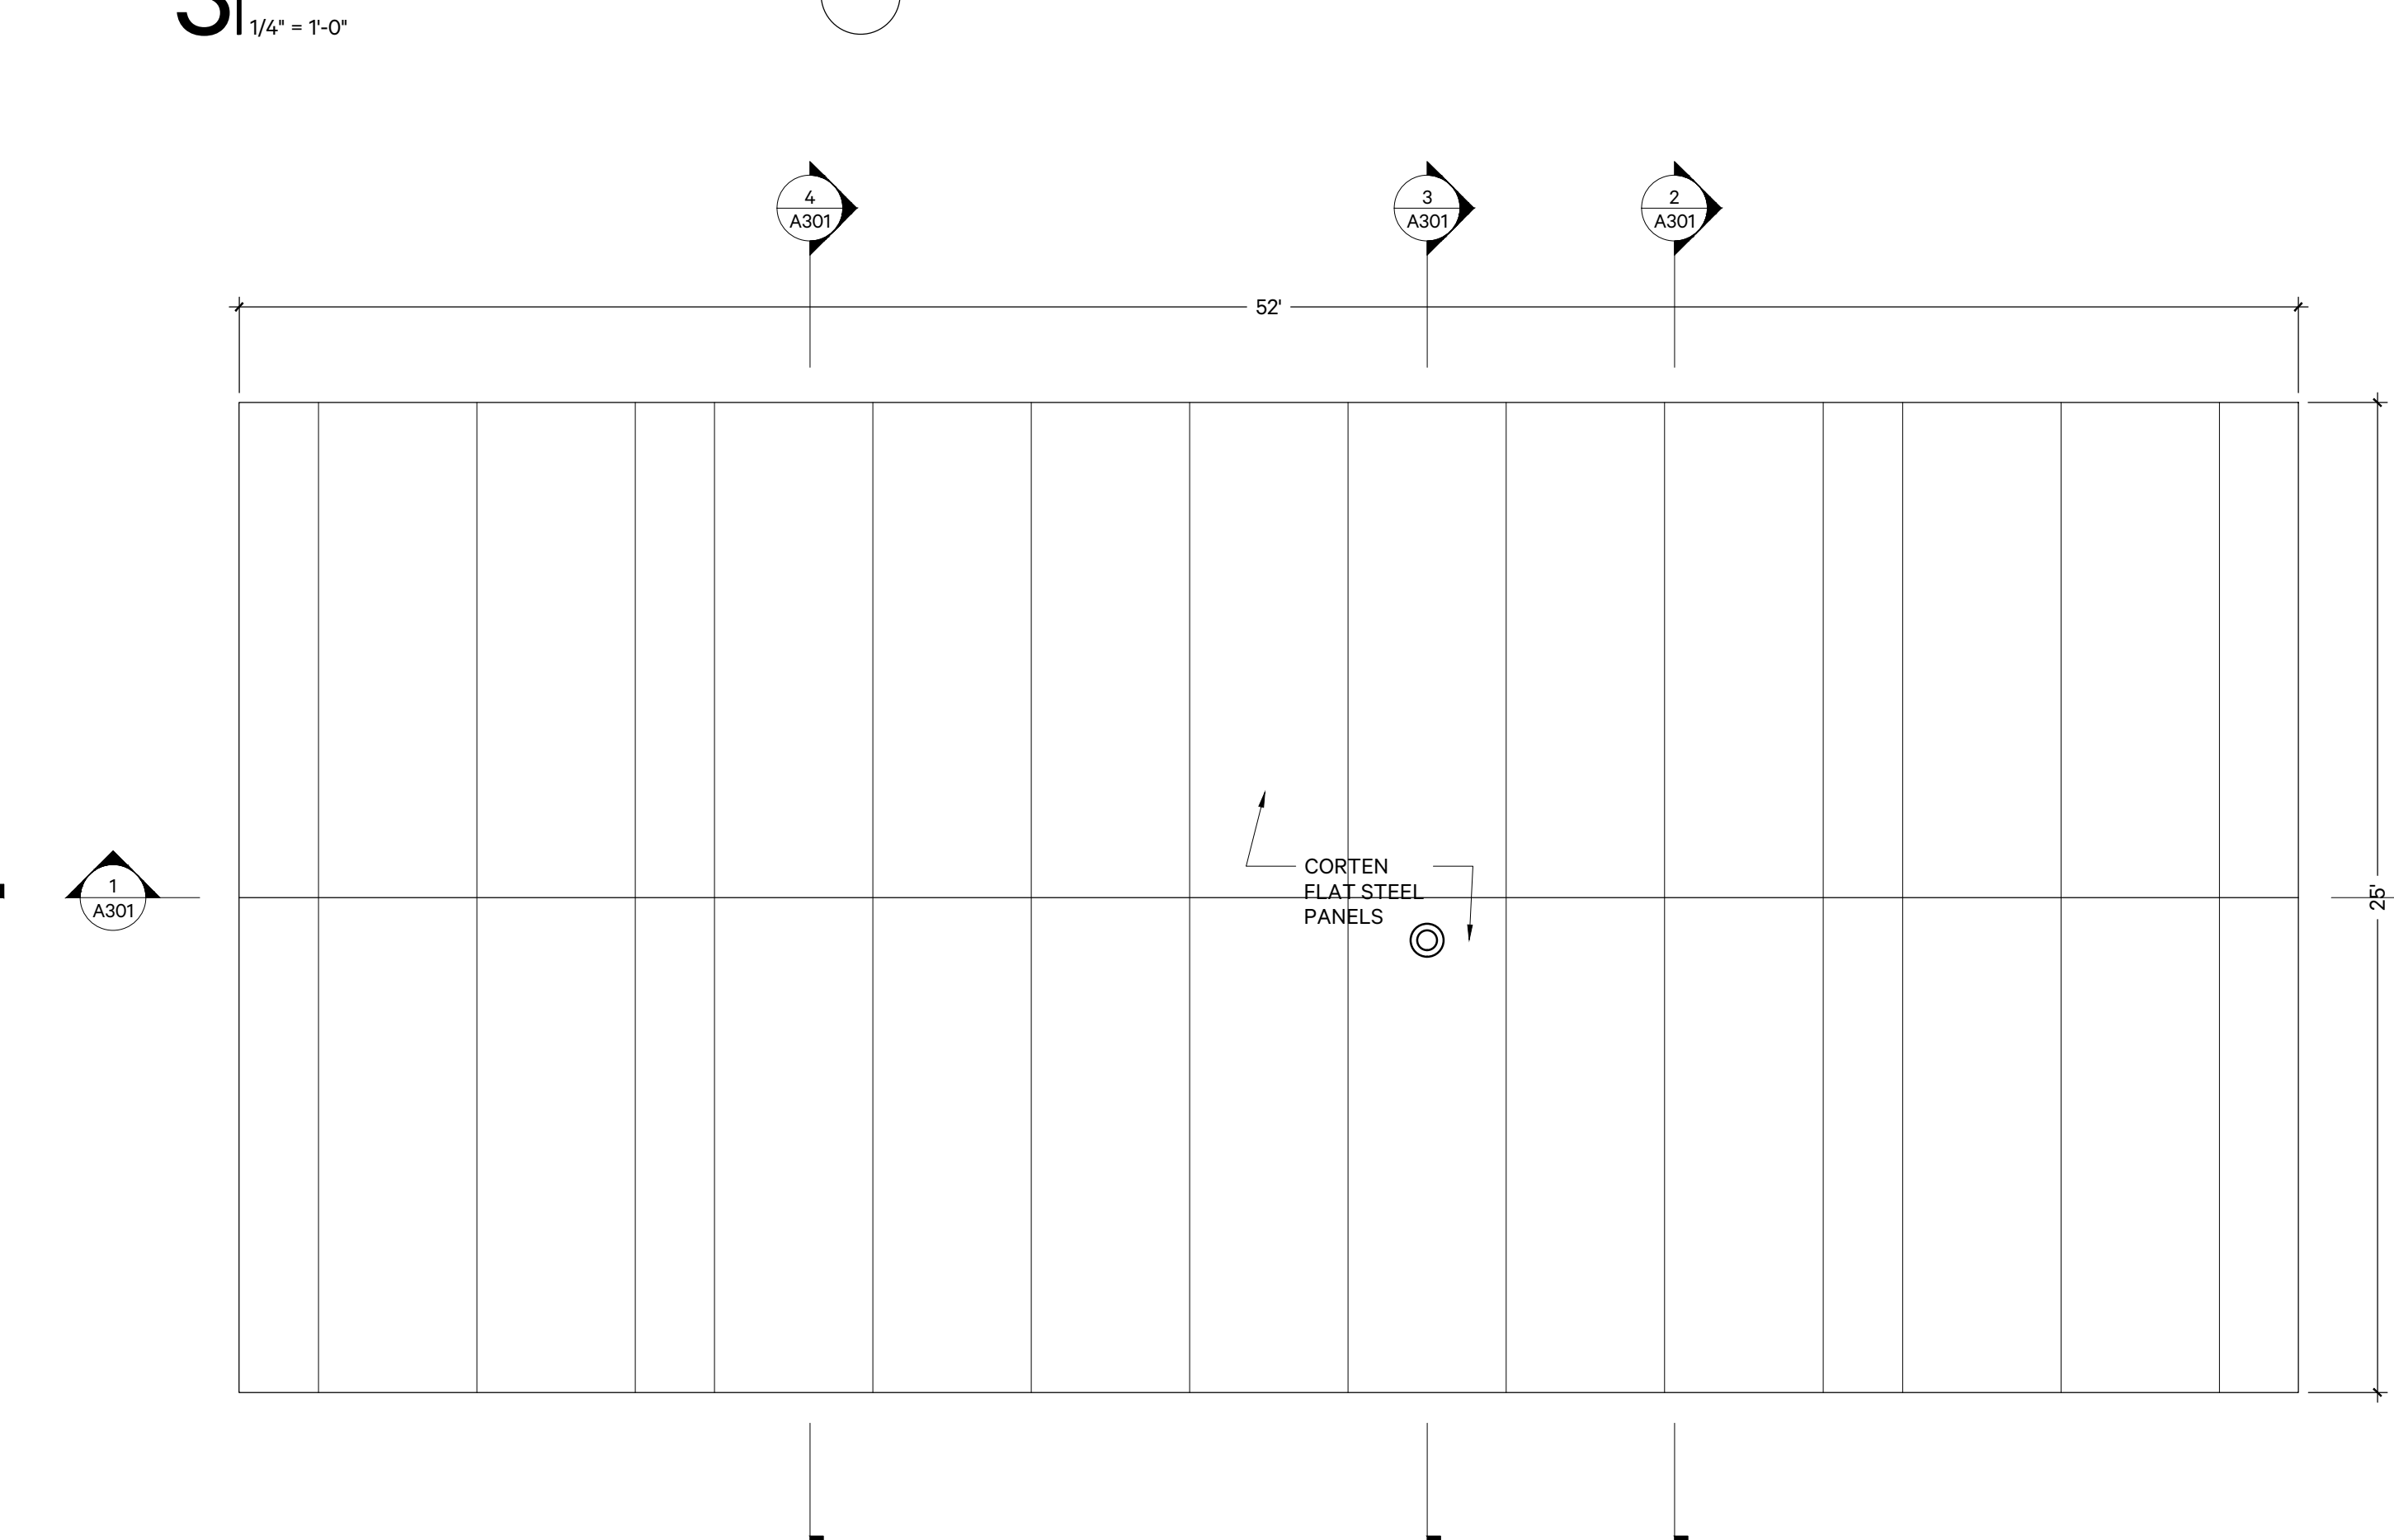 1/4" = 1'-0"
4
A301
3
A301
2
A301
52'
CORTEN
FLAT STEEL
PANELS
1
A301
25'